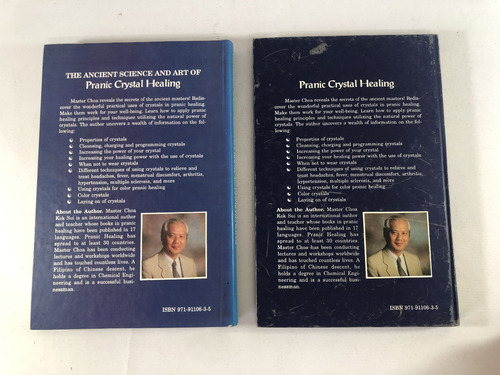 THE ANCIENT SCIENCE AND ART OF
Pranic Crystal Healing
Master Choa reveals the secrets of the ancient masters! Redis-
cover the wonderful practical uses of crystals in pranic healing.
Make them work for your well-being. Learn how to apply pranic
healing principles and techniques utilizing the natural power of
crystals. The author uncovers a wealth of information on the fol-
lowing:
Properties of crystals
Cleansing, charging and programming crystals
Increasing the power of your crystal
Increasing your healing power with the use of crystals
When not to wear crystals
Different techniques of using crystals to relieve and
treat headaches, fever, menstrual discomfort, arthritis,
hypertension, multiple sclerosis, and more
Using crystals for color pranic healing
Color crystals
Laying on of crystals
About the Author: Master Choa
Kok Sui is an international author
and teacher whose books in pranic
healing have been published in 17
languages. Pranic Healing has
spread to at least 30 countries.
Master Choa has been conducting
lectures and workshops worldwide
and has touched countless lives. A
Filipino of Chinese descent, he
holds a degree in Chemical Engi-
neering and is a successful busi-
nessman.
ISBN 971-91106-3-5
Pranic Crystal Healing
Master Choa reveals the secrets of the ancient masters! Redis-
cover the wonderful practical uses of crystals in pranic healing.
Make them work for your well-being. Learn how to apply pranic
healing principles and techniques utilizing the natural power of
crystals. The author uncovers a wealth of information on the fol-
lowing:
Properties of crystals
Cleansing, charging and programming crystals
Increasing the power of your crystal
Increasing your healing power with the use of crystals
When not to wear crystals
Different techniques of using crystals to relieve and
treat headaches, fever, menstrual discomfort, arthritis,
hypertension, multiple sclerosis, and more
Using crystals for color pranic healing
Color crystals
Laying on of crystals
About the Author: Master Choa
Kok Sui is an international author
and teacher whose books in pranic
healing have been published in 17
languages. Pranic Healing has
spread to at least 30 countries.
Master Choa has been conducting
lectures and workshops worldwide
and has touched countless lives. A
Filipino of Chinese descent, he
holds a degree in Chemical Engi-
neering and is a successful busi-
nessman.
ISBN 971-91106-3-5